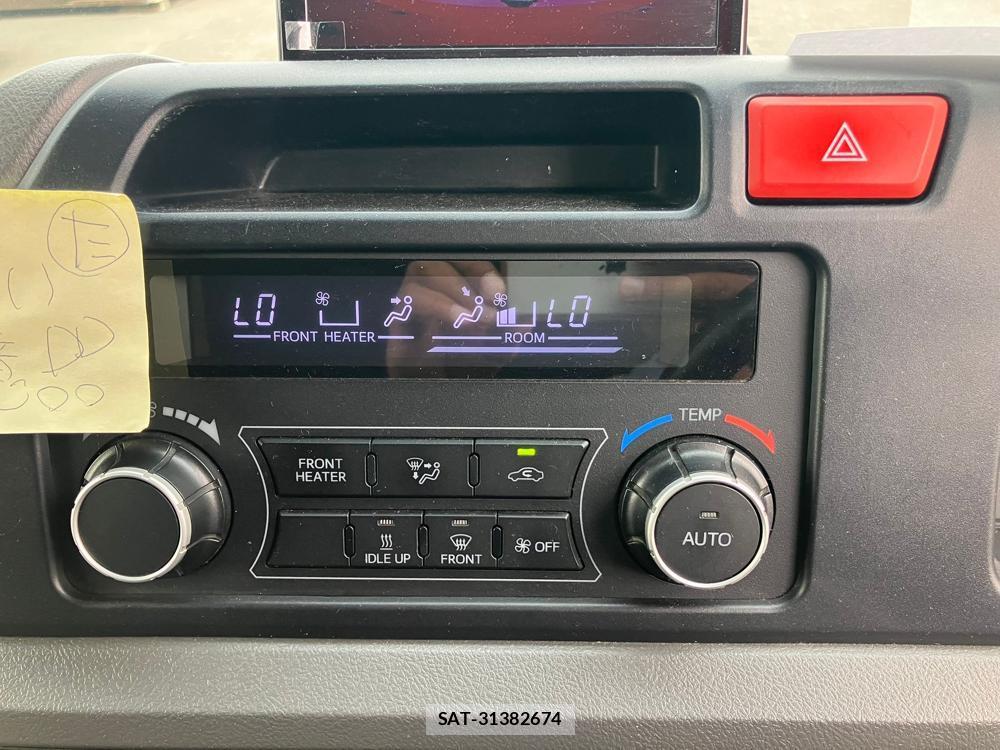 LO LO
FRONT HEATER ROOM
TEMP
FRONT
HEATER
IDLE UP
FRONT
OFF
AUTO
SAT-31382674